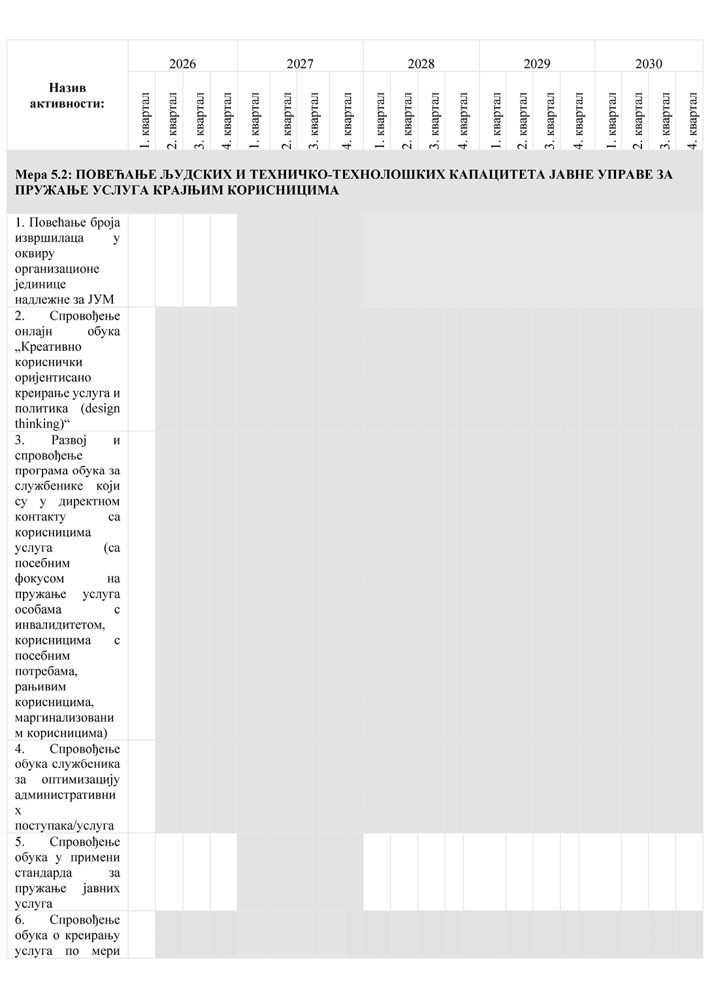 Назив
активности:
2026
2027
2028
2029
2030
1. квартал
2. квартал
3. квартал
4. квартал
1. квартал
2. квартал
3. квартал
4. квартал
1. квартал
2. квартал
3. квартал
4. квартал
1. квартал
2. квартал
3. квартал
4. квартал
1. квартал
2. квартал
3. квартал
4. квартал
Мера 5.2: ПОВЕЋАЊЕ ЉУДСКИХ И ТЕХНИЧКО-ТЕХНОЛОШКИХ КАПАЦИТЕТА ЈАВНЕ УПРАВЕ ЗА
ПРУЖАЊЕ УСЛУГА КРАЈЊИМ КОРИСНИЦИМА
1. Повећање броја
извршилаца у
оквиру
организационе
јединице
надлежне за ЈУМ
2. Спровођење
онлајн обука
„Креативно
кориснички
оријентисано
креирање услуга и
политика (design
thinking)“
3. Развој и
спровођење
програма обука за
службенике који
су у директном
контакту са
корисницима
услуга (са
посебним
фокусом на
пружање услуга
особама с
инвалидитетом,
корисницима с
посебним
потребама,
рањивим
корисницима,
маргинализовани
м корисницима)
4. Спровођење
обука службеника
за оптимизацију
административни
х
поступака/услуга
5. Спровођење
обука у примени
стандарда за
пружање јавних
услуга
6. Спровођење
обука о креирању
услуга по мери